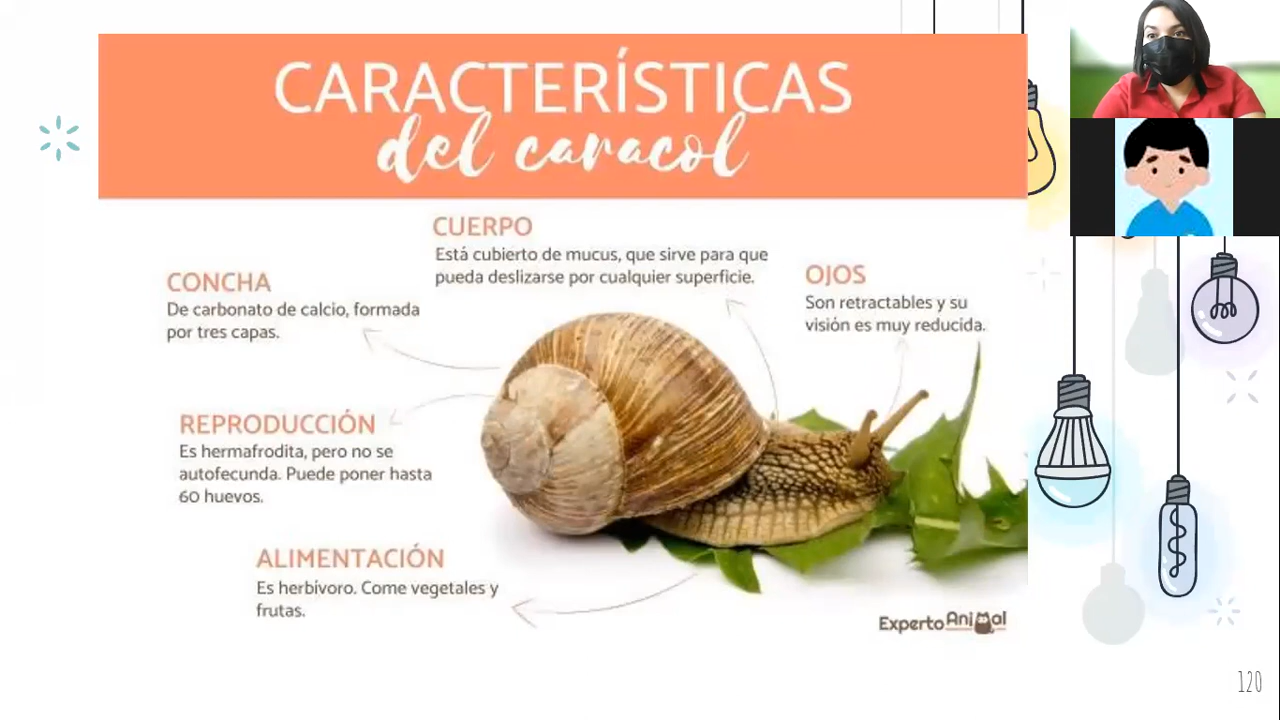 CARACTERÍSTICAS
del caracol
CUERPO
Está cubierto de mucus, que sirve para que
pueda deslizarse por cualquier superficie.
OJOS
Son retractables y su
visión es muy reducida.
CONCHA
De carbonato de calcio, formada
por tres capas.
REPRODUCCIÓN
Es hermafrodita, pero no se
autofecunda. Puede poner hasta
60 huevos.
ALIMENTACIÓN
Es herbívoro. Come vegetales y
frutas.
ExpertoAnimal
120